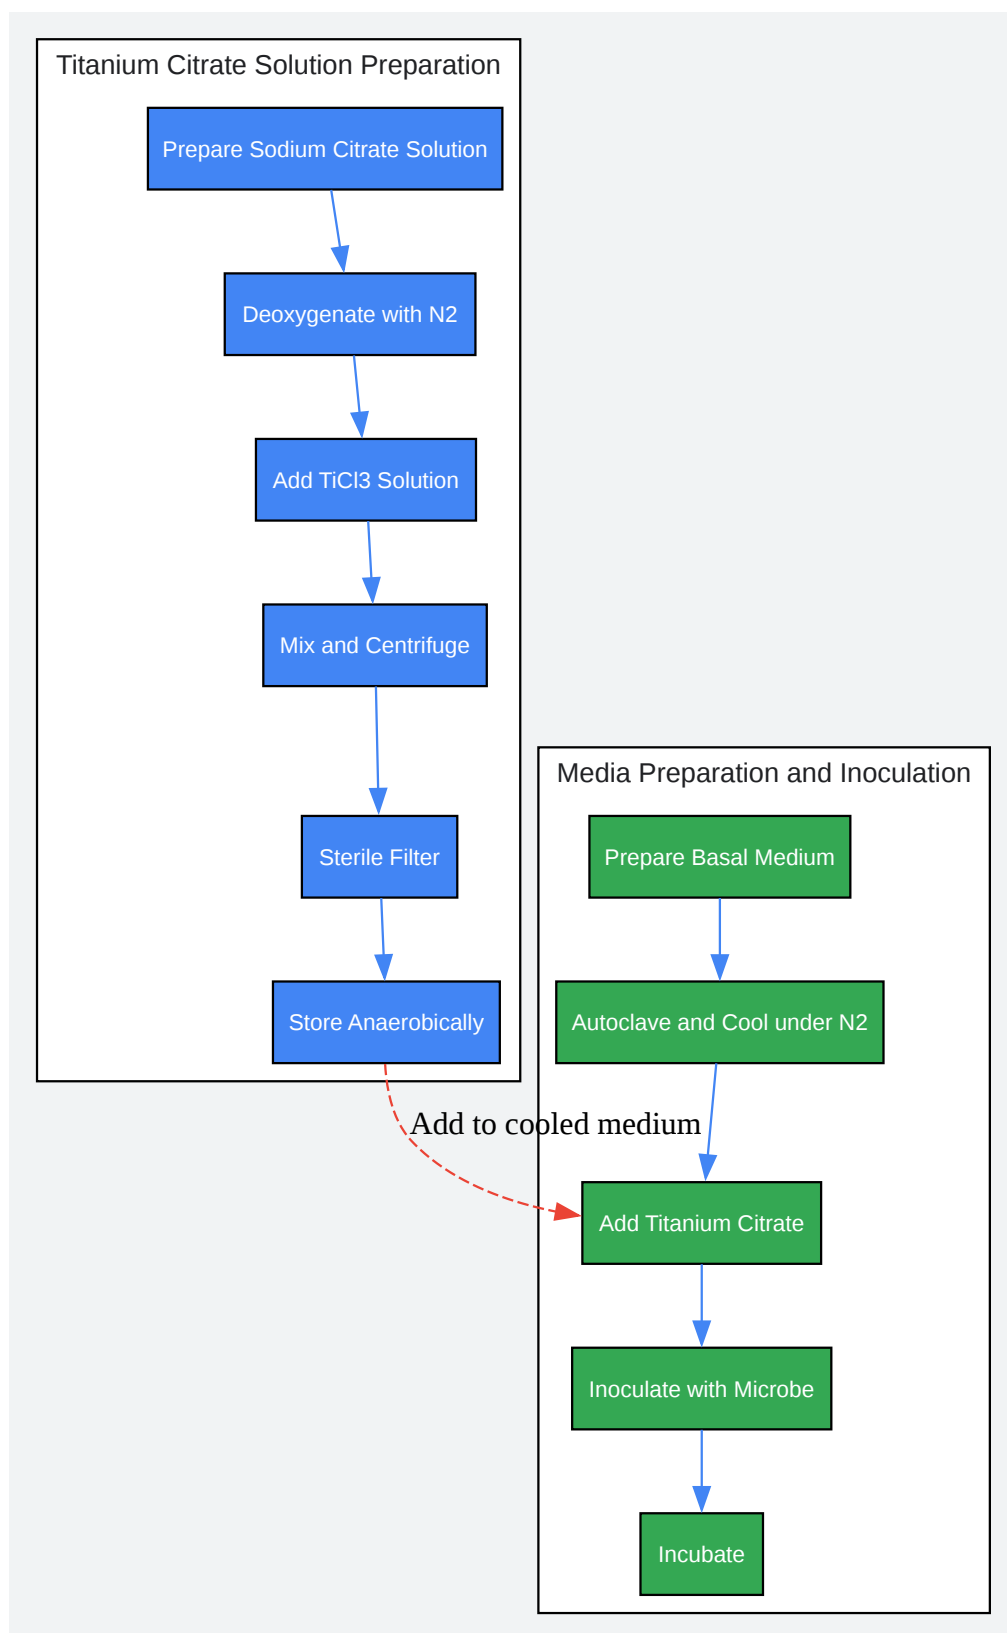 Titanium Citrate Solution Preparation
Prepare Sodium Citrate Solution
Deoxygenate with N2
Add TiCl3 Solution
Mix and Centrifuge
Sterile Filter
Store Anaerobically
Add to cooled medium
Media Preparation and Inoculation
Prepare Basal Medium
Autoclave and Cool under N2
Add Titanium Citrate
Inoculate with Microbe
Incubate